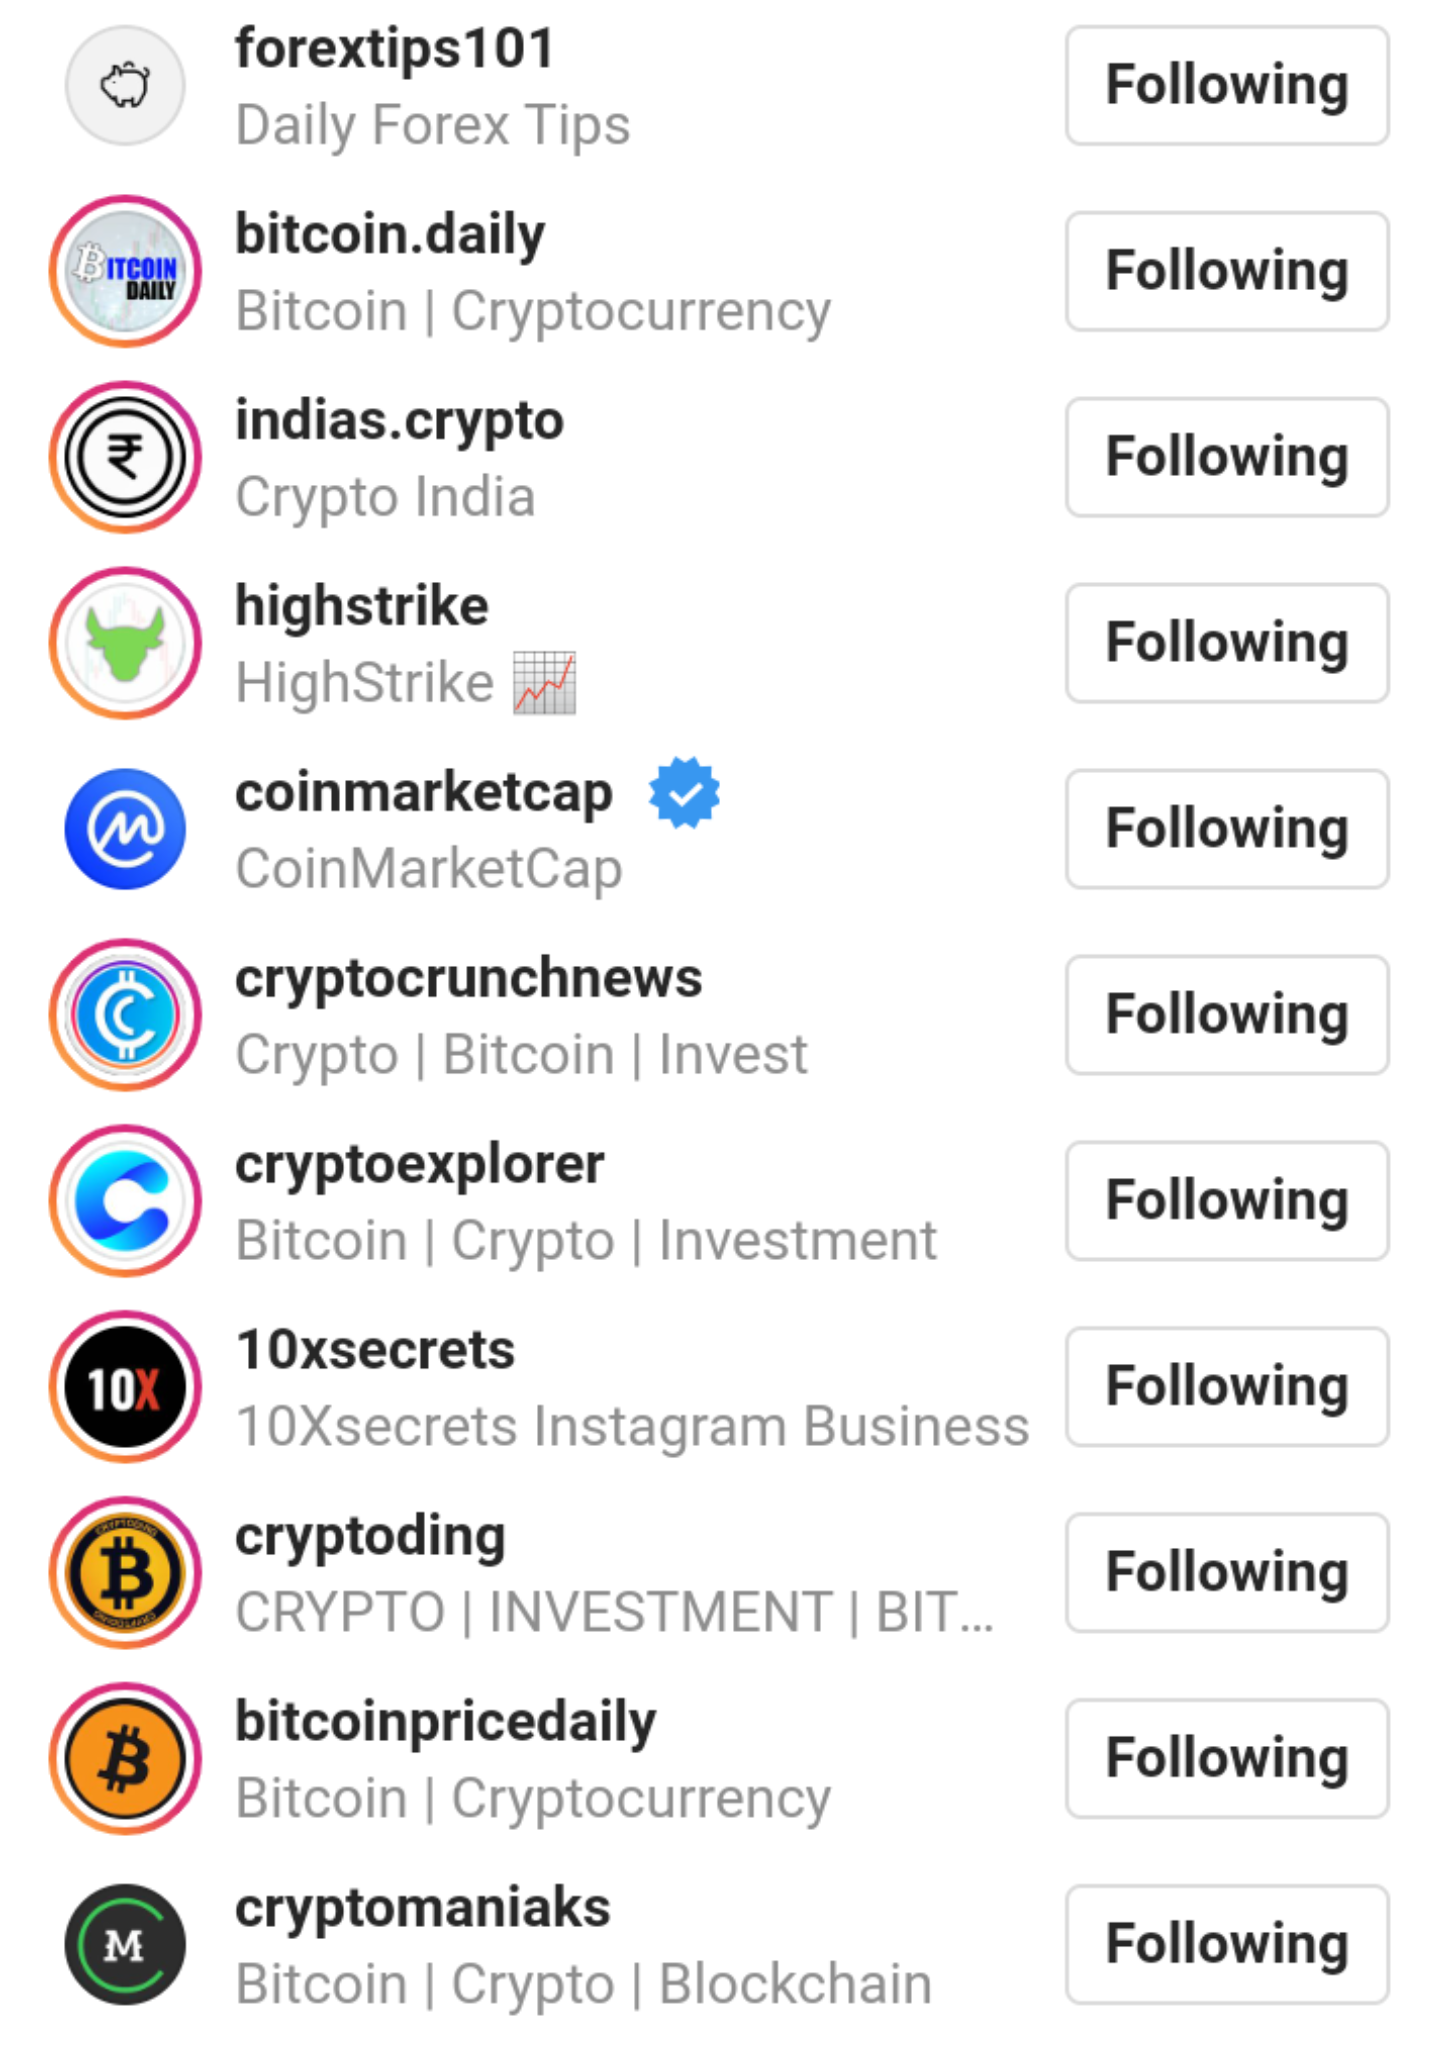 forextips101
Daily Forex Tips
Following
BITCOIN
DAILY
bitcoin.daily
Bitcoin | Cryptocurrency
Following
₹
indias.crypto
Crypto India
Following
highstrike
HighStrike 📈
Following
coinmarketcap
CoinMarketCap
Following
cryptocrunchnews
Crypto | Bitcoin | Invest
Following
cryptoexplorer
Bitcoin | Crypto | Investment
Following
10X
10xsecrets
10Xsecrets Instagram Business
Following
CRYPTODING
CRYPTODING
cryptoding
CRYPTO | INVESTMENT | BIT...
Following
bitcoinpricedaily
Bitcoin | Cryptocurrency
Following
cryptomaniaks
Bitcoin | Crypto | Blockchain
Following